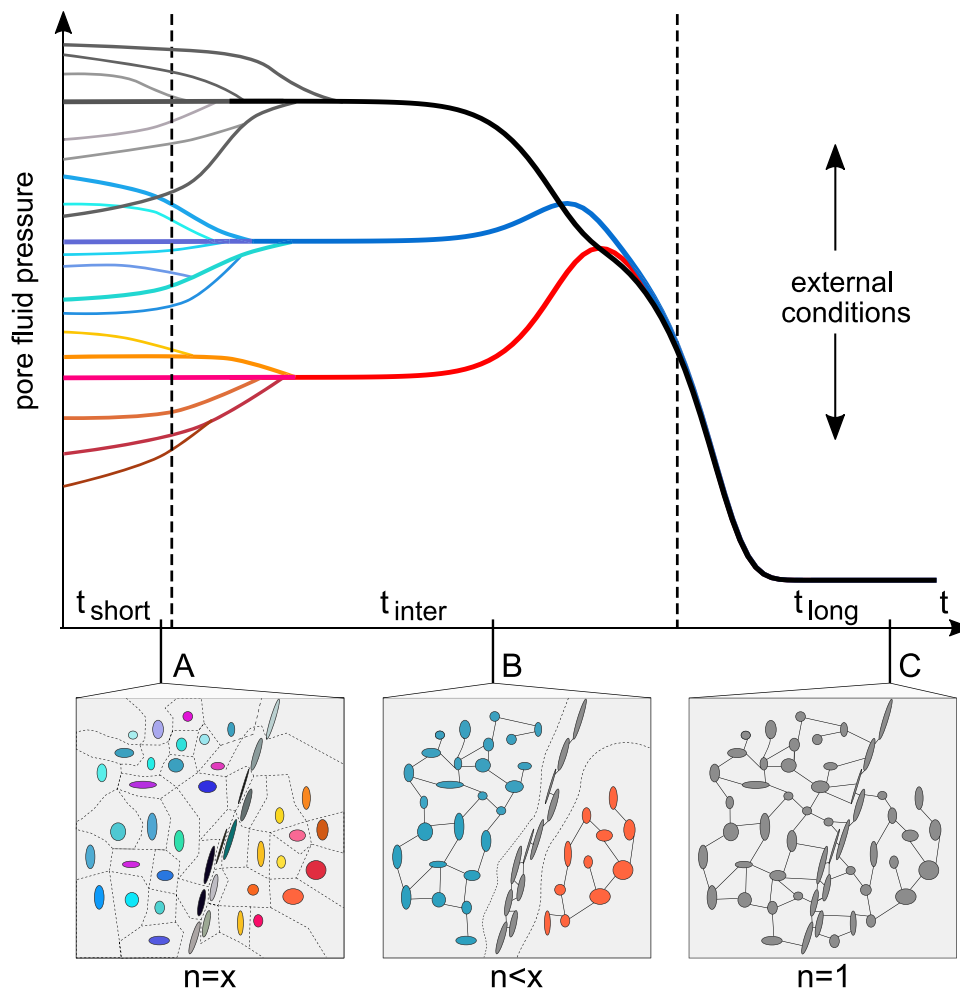 pore fluid pressure
external
conditions
t short
t inter
t long
t
A
B
C
n=x
n<x
n=1